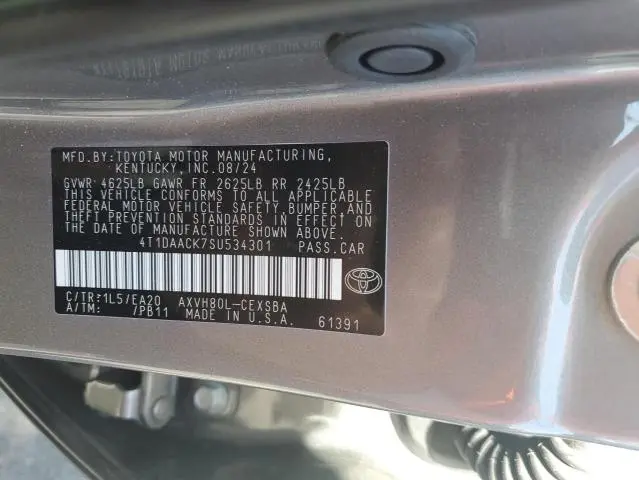 MFD.BY:TOYOTA MOTOR MANUFACTURING,
KENTUCKY,INC.08/24
GVWR 4625LB GAWR FR 2625LB RR 2425LB
THIS VEHICLE CONFORMS TO ALL APPLICABLE
FEDERAL MOTOR VEHICLE SAFETY,BUMPER, AND
THEFT PREVENTION STANDARDS IN EFFECT ON
THE DATE OF MANUFACTURE SHOWN ABOVE.
4T1DAACK7SU534301 PASS.CAR
C/TR:1L5/EA20 AXVH80L-CEXSBA
A/TM: /PB11 MADE IN U.S.A. 61391